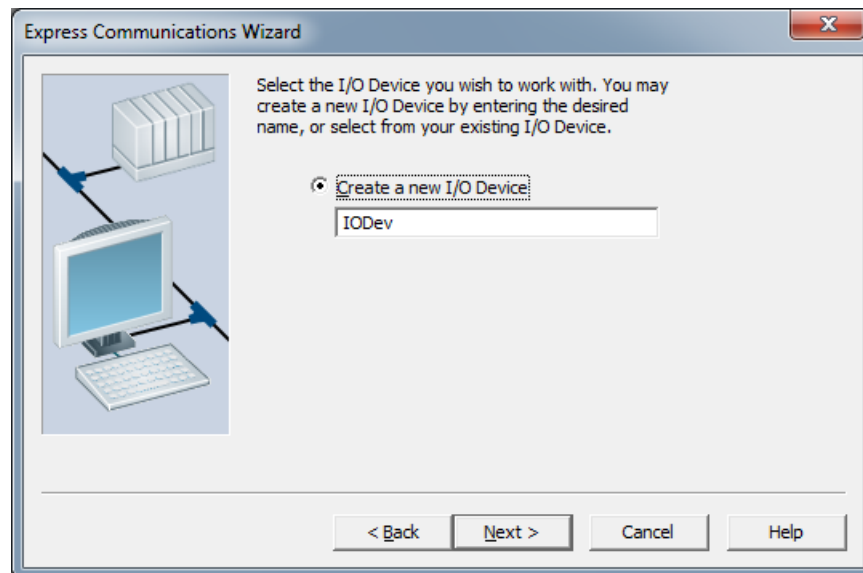 Express Communications Wizard
Select the I/O Device you wish to work with. You may
create a new I/O Device by entering the desired
name, or select from your existing I/O Device.
Create a new I/O Device
IODev
< Back
Next >
Cancel
Help